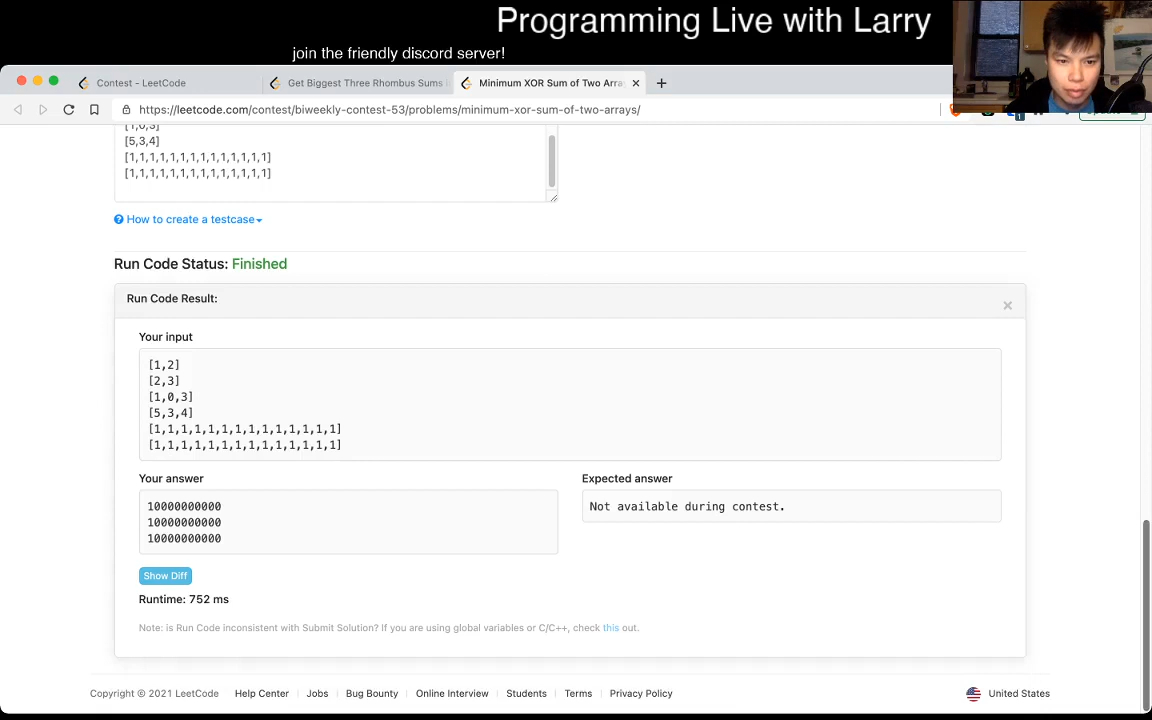 Programming Live with Larry
join the friendly discord server!
Contest - LeetCode
Get Biggest Three Rhombus Sums
Minimum XOR Sum of Two Arra
https://leetcode.com/contest/biweekly-contest-53/problems/minimum-xor-sum-of-two-arrays/
[1,0,3]
[5,3,4]
[1,1,1,1,1,1,1,1,1,1,1,1,1,1]
[1,1,1,1,1,1,1,1,1,1,1,1,1,1]
How to create a testcase
Run Code Status: Finished
Run Code Result:
Your input
[1,2]
[2,3]
[1,0,3]
[5,3,4]
[1,1,1,1,1,1,1,1,1,1,1,1,1,1]
[1,1,1,1,1,1,1,1,1,1,1,1,1,1]
Your answer
Expected answer
10000000000
10000000000
10000000000
Not available during contest.
Show Diff
Runtime: 752 ms
Note: is Run Code inconsistent with Submit Solution? If you are using global variables or C/C++, check this out.
Copyright © 2021 LeetCode
Help Center
Jobs
Bug Bounty
Online Interview
Students
Terms
Privacy Policy
United States